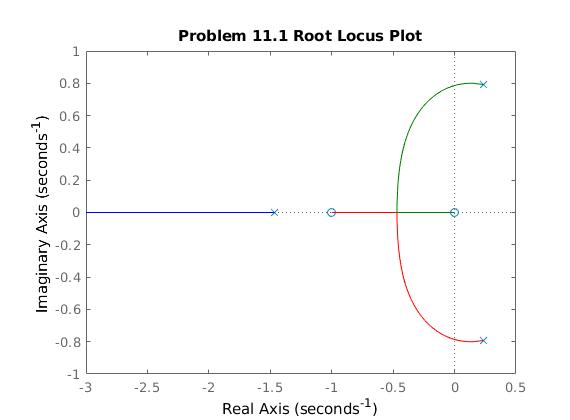 Problem 11.1 Root Locus Plot
1
0.8
0.6
0.4
0.2
0
-0.2
-0.4
-0.6
-0.8
-1
Imaginary Axis (seconds⁻¹)
-3 -2.5 -2 -1.5 -1 -0.5 0 0.5
Real Axis (seconds⁻¹)